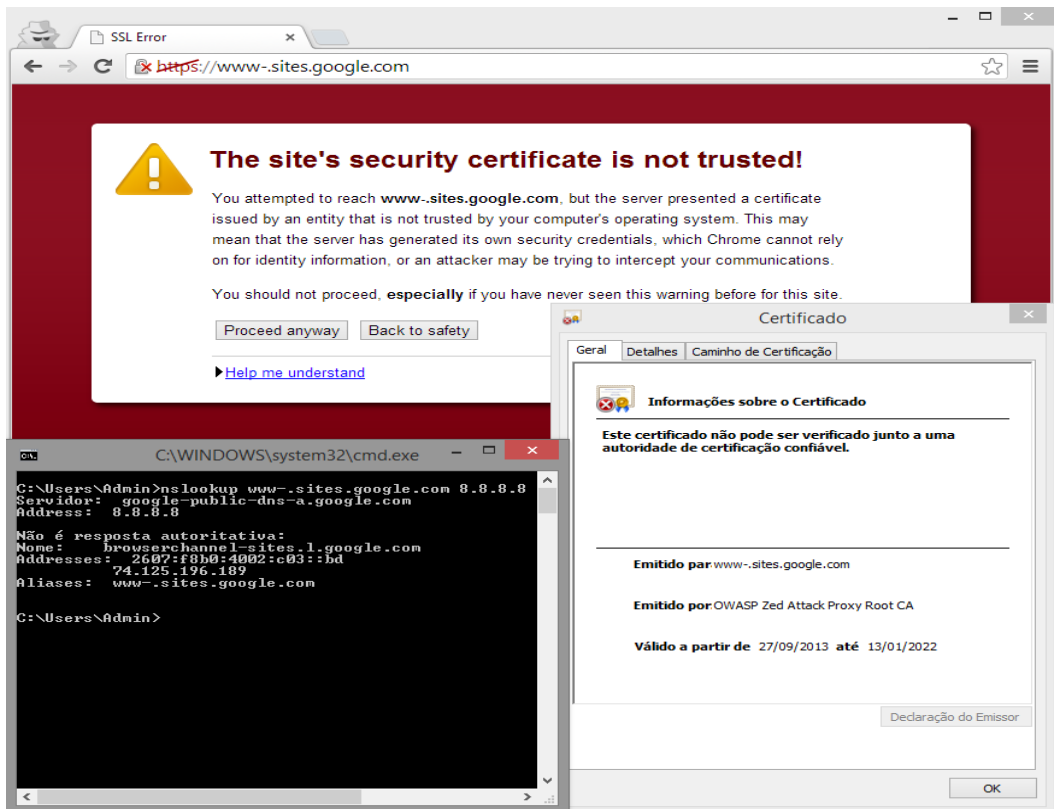 SSL Error
https://www-.sites.google.com
The site's security certificate is not trusted!
You attempted to reach www-.sites.google.com, but the server presented a certificate
issued by an entity that is not trusted by your computer's operating system. This may
mean that the server has generated its own security credentials, which Chrome cannot rely
on for identity information, or an attacker may be trying to intercept your communications.
You should not proceed, especially if you have never seen this warning before for this site.
Proceed anyway Back to safety
Help me understand
Certificado
Geral Detalhes Caminho de Certificação
Informações sobre o Certificado
Este certificado não pode ser verificado junto a uma
autoridade de certificação confiável.
Emitido par www-.sites.google.com
Emitido por OWASP Zed Attack Proxy Root CA
Válido a partir de 27/09/2013 até 13/01/2022
Declaração do Emissor
OK
C:\WINDOWS\system32\cmd.exe
C:\Users\Admin>nslookup www-.sites.google.com 8.8.8.8
Servidor: google-public-dns-a.google.com
Address: 8.8.8.8
Não é resposta autoritativa:
Nome: browserchannel-sites.l.google.com
Addresses: 2607:f8b0:4002:c03::bd
74.125.196.189
Aliases: www-.sites.google.com
C:\Users\Admin>